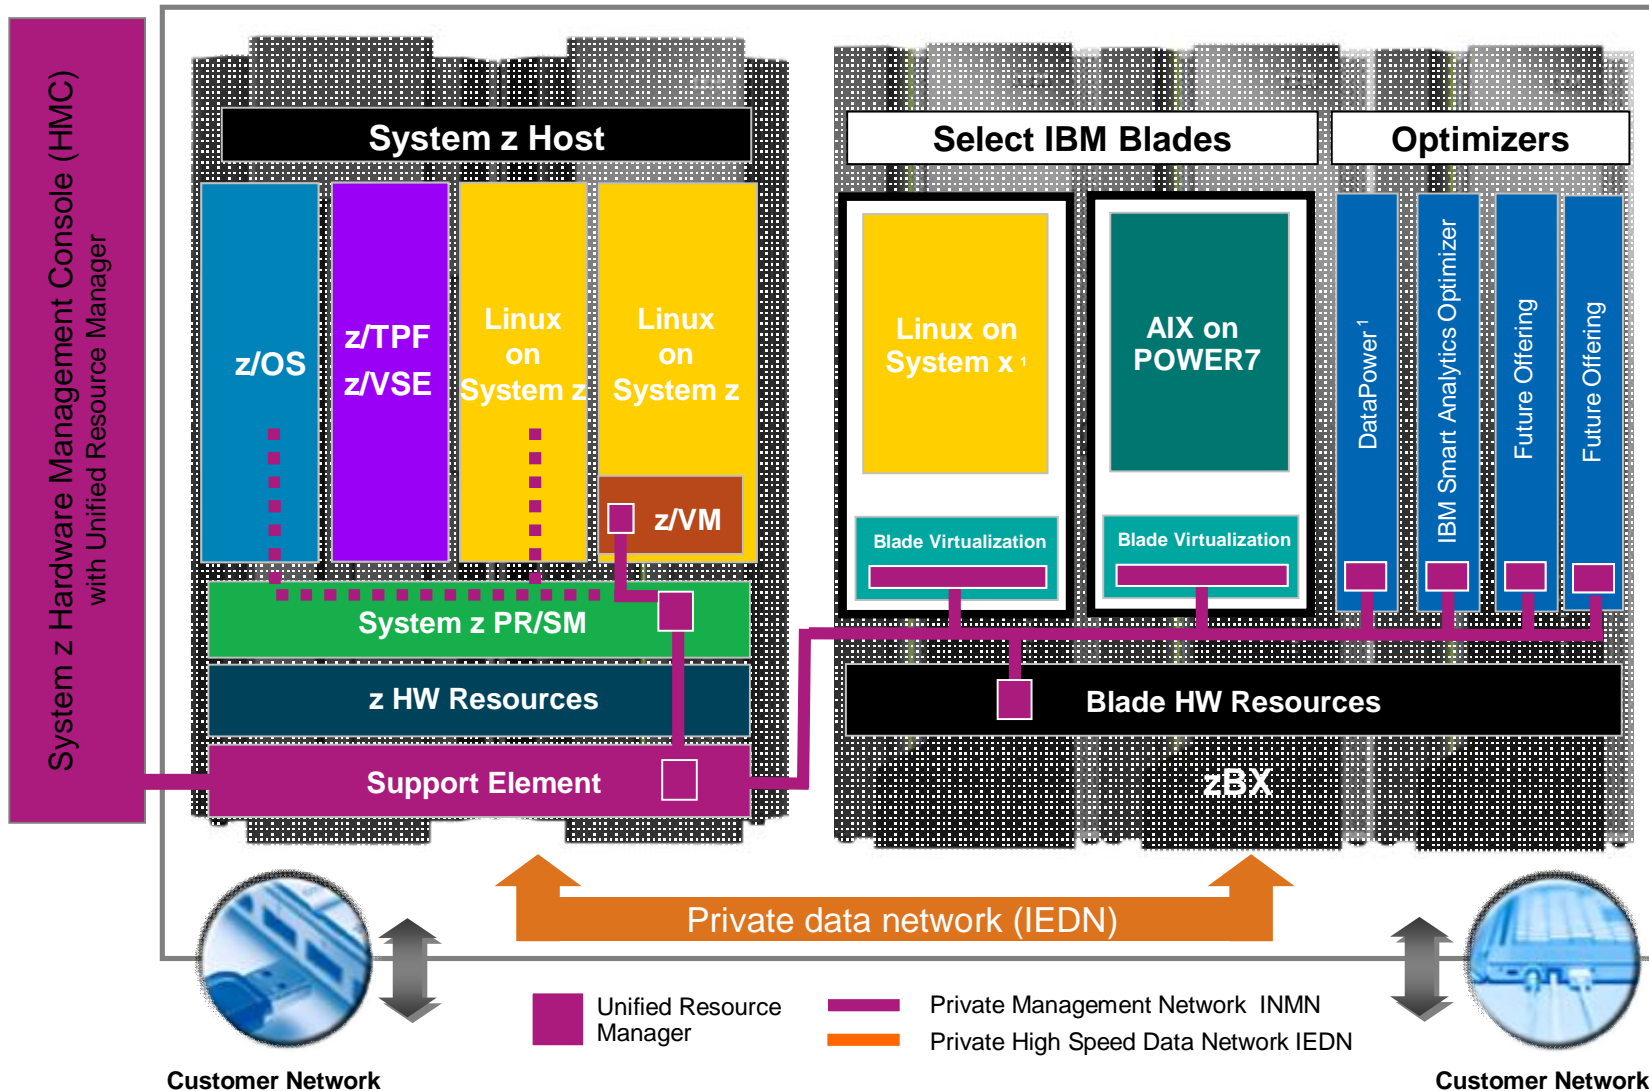 System z Hardware Management Console (HMC)
with Unified Resource Manager
System z Host
z/OS
z/TPF
z/VSE
Linux
on
System z
Linux
on
System z
z/VM
System z PR/SM
z HW Resources
Support Element
Select IBM Blades
Optimizers
Linux on
System x 1
AIX on
POWER7
Blade Virtualization
Blade Virtualization
DataPower 1
IBM Smart Analytics Optimizer
Future Offering
Future Offering
Blade HW Resources
zBX
Private data network (IEDN)
Unified Resource
Manager
Private Management Network INMN
Private High Speed Data Network IEDN
Customer Network
Customer Network